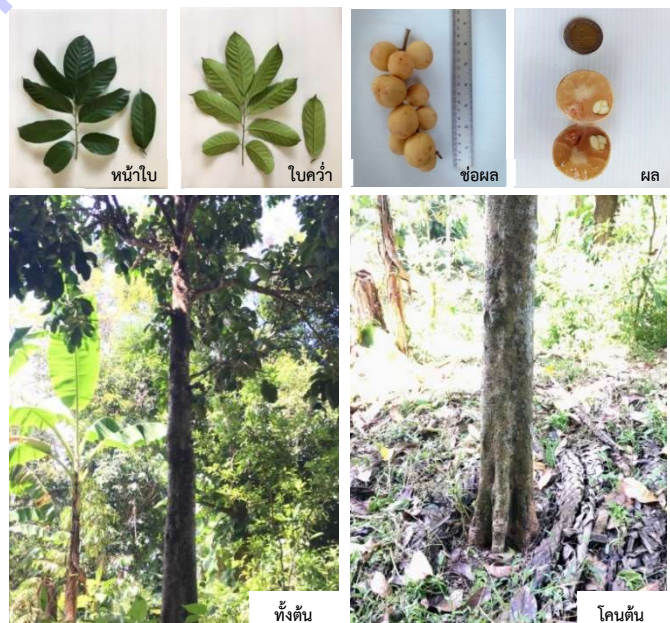 หน้าใบ
ใบคว่ำ
ช่อผล
ผล
ทั้งต้น
โคนต้น